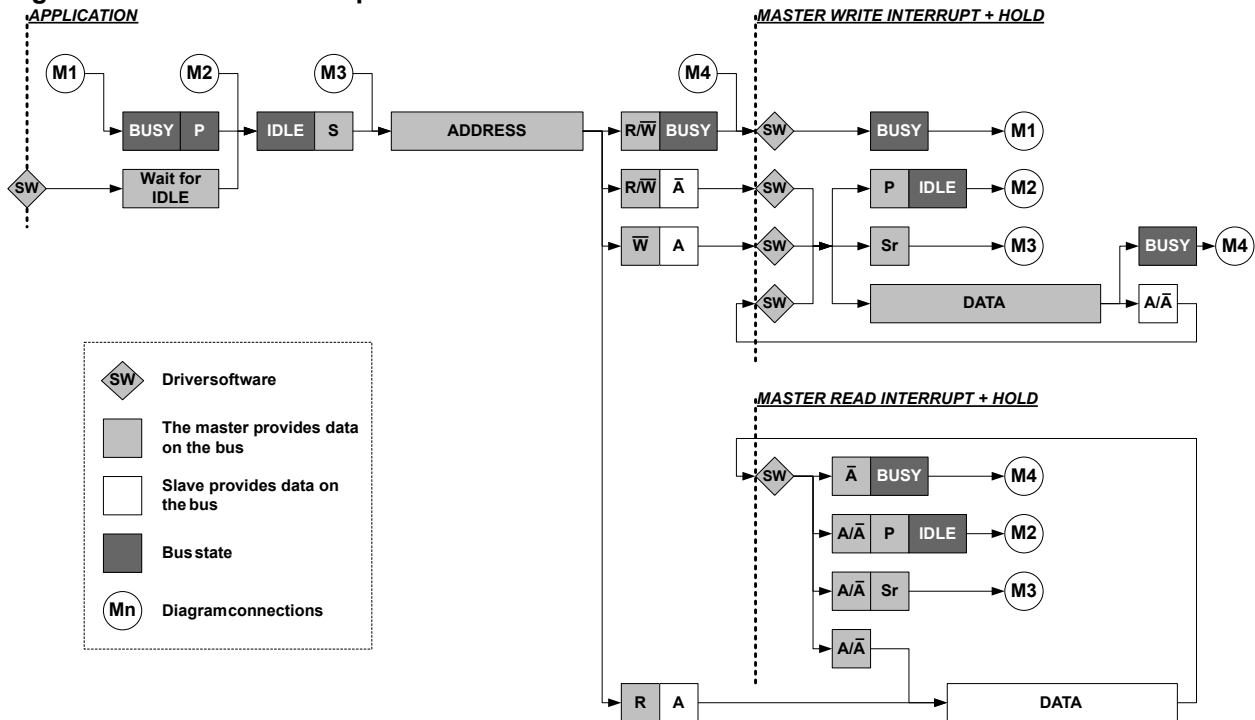 APPLICATION
MASTER WRITE INTERRUPT + HOLD
M1
M2
M3
M4
BUSY P
IDLE S
ADDRESS
R/W̅ BUSY
SW
BUSY
M1
SW
Wait for
IDLE
R/W̅ A̅
SW
P IDLE
M2
W̅ A
SW
Sr
M3
BUSY
M4
SW
DATA
A/A̅
SW
Driversoftware
The master provides data
on the bus
Slave provides data on
the bus
Bus state
Mn
Diagramconnections
MASTER READ INTERRUPT + HOLD
SW
A̅ BUSY
M4
A/A̅ P IDLE
M2
A/A̅ Sr
M3
A/A̅
R A
DATA